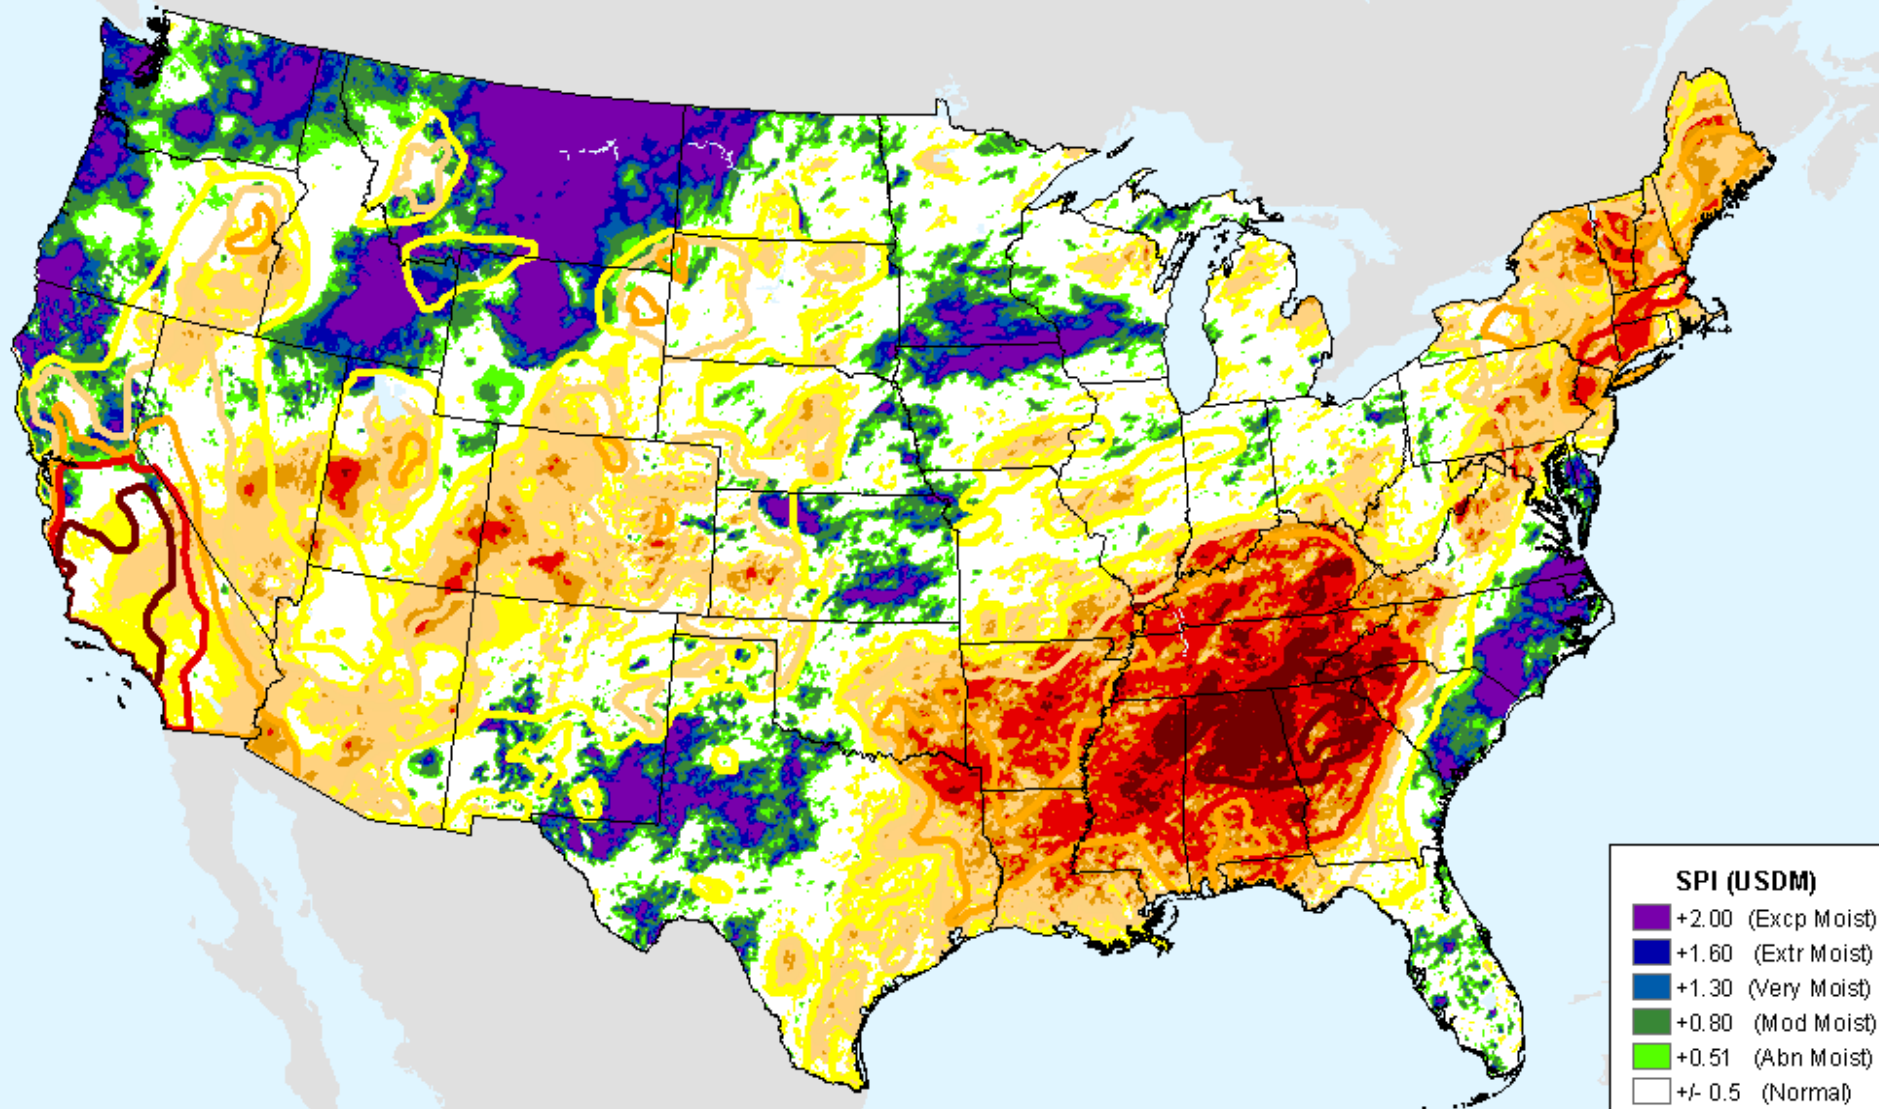 SPI (USDM)
+2.00 (Excp Moist)
+1.60 (Extr Moist)
+1.30 (Very Moist)
+0.80 (Mod Moist)
+0.51 (Abn Moist)
+/- 0.5 (Normal)